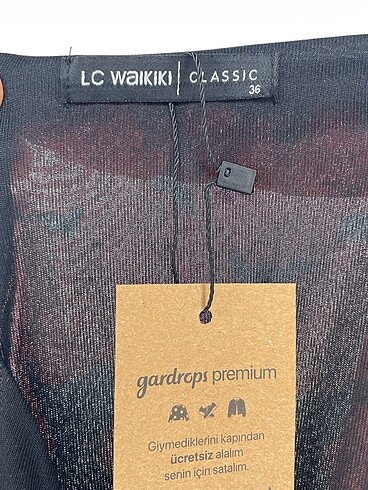 LC WAIKIKI | CLASSIC
36
gardrops premium
Giymediklerini kapından
ücretsiz alalım
senin için satalım.